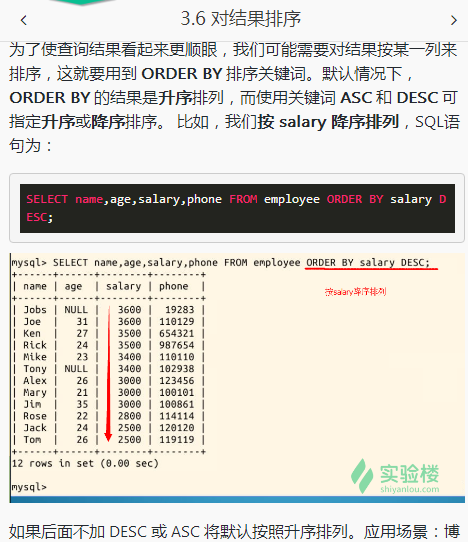 3.6 对结果排序
为了使查询结果看起来更顺眼，我们可能需要对结果按某一列来
排序，这就要用到 ORDER BY 排序关键词。默认情况下，
ORDER BY 的结果是升序排列，而使用关键词 ASC 和 DESC 可
指定升序或降序排序。 比如，我们按 salary 降序排列，SQL语
句为：
SELECT name,age,salary,phone FROM employee ORDER BY salary D
ESC;
mysql> SELECT name,age,salary,phone FROM employee ORDER BY salary DESC;
+------+------+--------+--------+
| name | age | salary | phone |
+------+------+--------+--------+
| Jobs | NULL | 3600 | 19283 |
| Joe | 31 | 3600 | 110129 |
| Ken | 27 | 3500 | 654321 |
| Rick | 24 | 3500 | 987654 |
| Mike | 23 | 3400 | 110110 |
| Tony | NULL | 3400 | 102938 |
| Alex | 26 | 3000 | 123456 |
| Mary | 21 | 3000 | 100101 |
| Jim | 35 | 3000 | 100861 |
| Rose | 22 | 2800 | 114114 |
| Jack | 24 | 2500 | 120120 |
| Tom | 26 | 2500 | 119119 |
+------+------+--------+--------+
12 rows in set (0.00 sec)
mysql>
按salary降序排列
实验楼
shiyanlou.com
如果后面不加 DESC 或 ASC 将默认按照升序排列。应用场景：博